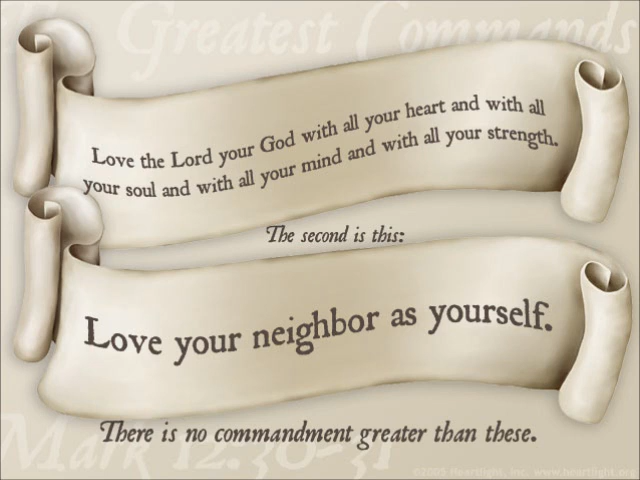 The Greatest Commands
Love the Lord your God with all your heart and with all
your soul and with all your mind and with all your strength.
The second is this:
Love your neighbor as yourself.
There is no commandment greater than these.
Mark 12:30-31
©2005 Heartlight, Inc. www.heartlight.org